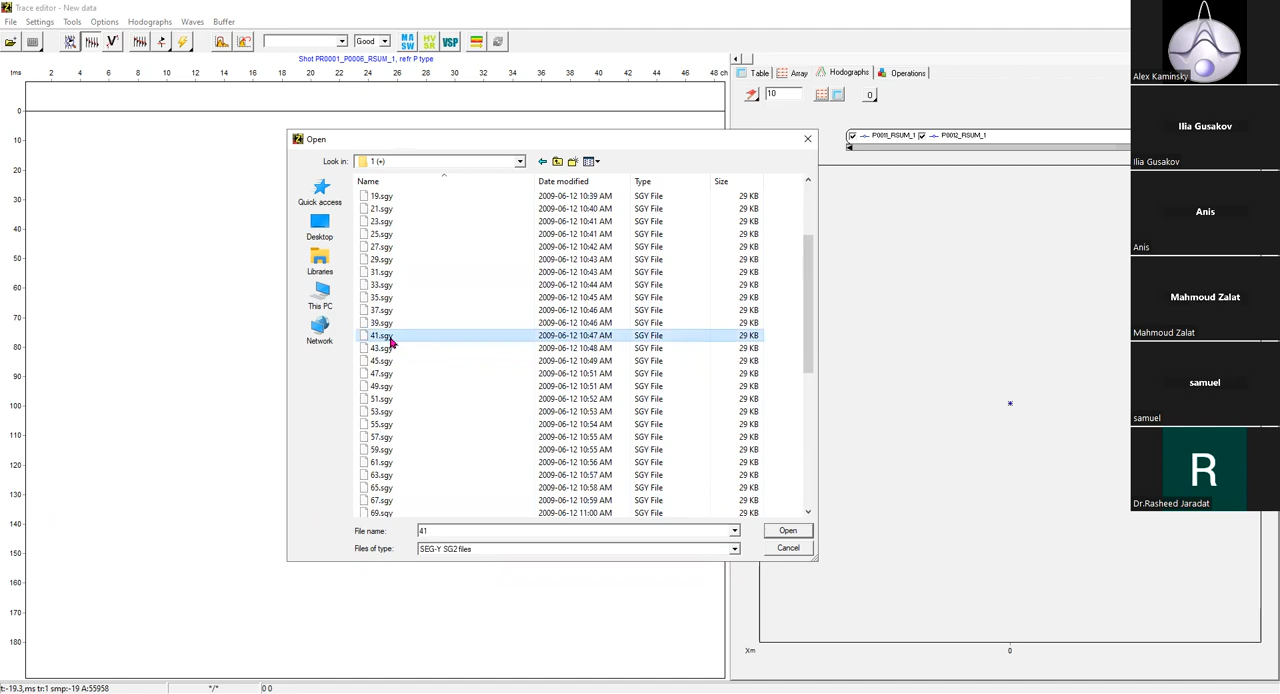 Trace editor - New data
File Settings Tools Options Hodographs Waves Buffer
Good MA SW HV SR VSP
Shot PR0001_P0006_RSUM_1, refr P type
tms 2 4 6 8 10 12 14 16 18 20 22 24 26 28 30 32 34 36 38 40 42 44 46 48 ch
Table Array Hodographs Operations
10 0
P0011_RSUM_1 P0012_RSUM_1
0
10
20
30
40
50
60
70
80
90
100
110
120
130
140
150
160
170
180
Open
Look in: 1 (+)
Quick access
Desktop
Libraries
This PC
Network
Name Date modified Type Size
19.sgy 2009-06-12 10:39 AM SGY File 29 KB
21.sgy 2009-06-12 10:40 AM SGY File 29 KB
23.sgy 2009-06-12 10:41 AM SGY File 29 KB
25.sgy 2009-06-12 10:41 AM SGY File 29 KB
27.sgy 2009-06-12 10:42 AM SGY File 29 KB
29.sgy 2009-06-12 10:43 AM SGY File 29 KB
31.sgy 2009-06-12 10:43 AM SGY File 29 KB
33.sgy 2009-06-12 10:44 AM SGY File 29 KB
35.sgy 2009-06-12 10:45 AM SGY File 29 KB
37.sgy 2009-06-12 10:46 AM SGY File 29 KB
39.sgy 2009-06-12 10:46 AM SGY File 29 KB
41.sgy 2009-06-12 10:47 AM SGY File 29 KB
43.sgy 2009-06-12 10:48 AM SGY File 29 KB
45.sgy 2009-06-12 10:49 AM SGY File 29 KB
47.sgy 2009-06-12 10:51 AM SGY File 29 KB
49.sgy 2009-06-12 10:51 AM SGY File 29 KB
51.sgy 2009-06-12 10:52 AM SGY File 29 KB
53.sgy 2009-06-12 10:53 AM SGY File 29 KB
55.sgy 2009-06-12 10:54 AM SGY File 29 KB
57.sgy 2009-06-12 10:55 AM SGY File 29 KB
59.sgy 2009-06-12 10:55 AM SGY File 29 KB
61.sgy 2009-06-12 10:56 AM SGY File 29 KB
63.sgy 2009-06-12 10:57 AM SGY File 29 KB
65.sgy 2009-06-12 10:58 AM SGY File 29 KB
67.sgy 2009-06-12 10:59 AM SGY File 29 KB
69.sgy 2009-06-12 11:00 AM SGY File 29 KB
File name: 41 Open
Files of type: SEG-Y SG2 files Cancel
Xm 0
t:-19.3,ms tr:1 smp:-19 A:55958 */* 0 0
Alex Kaminsky
Ilia Gusakov
Ilia Gusakov
Anis
Anis
Mahmoud Zalat
Mahmoud Zalat
samuel
samuel
R
Dr.Rasheed Jaradat